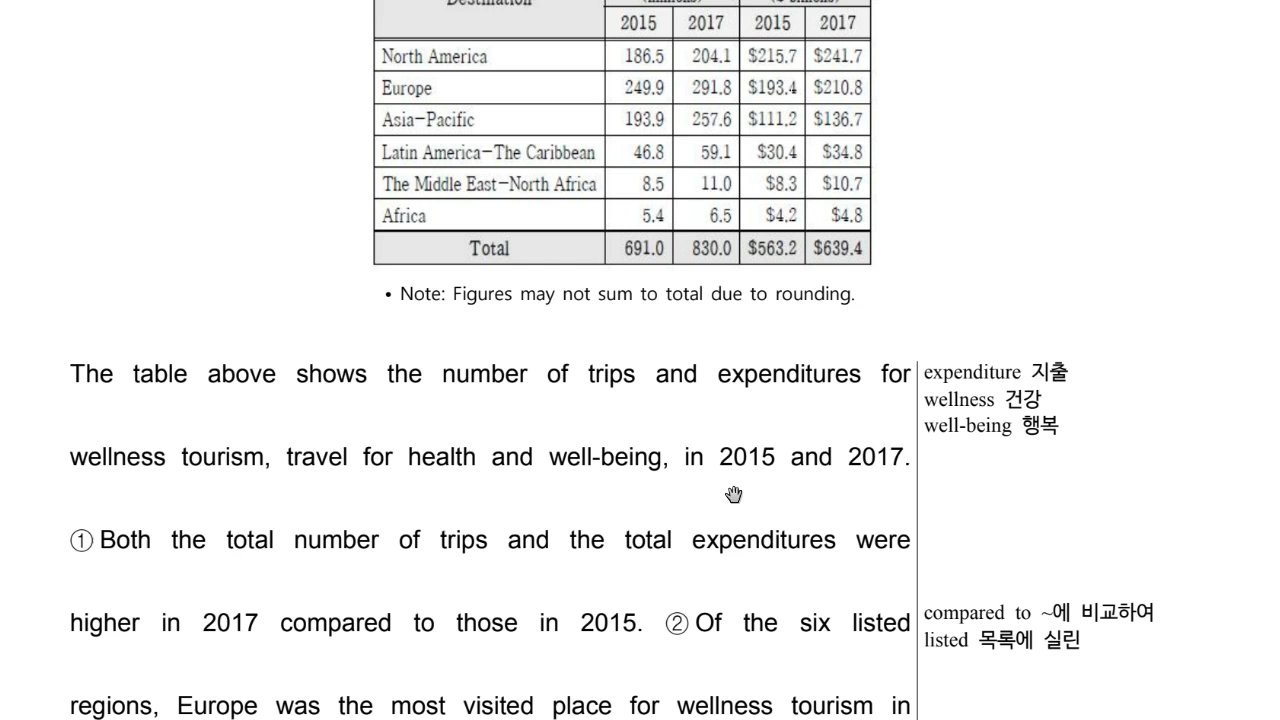 2015 2017 2015 2017
North America 186.5 204.1 $215.7 $241.7
Europe 249.9 291.8 $193.4 $210.8
Asia−Pacific 193.9 257.6 $111.2 $136.7
Latin America−The Caribbean 46.8 59.1 $30.4 $34.8
The Middle East−North Africa 8.5 11.0 $8.3 $10.7
Africa 5.4 6.5 $4.2 $4.8
Total 691.0 830.0 $563.2 $639.4
• Note: Figures may not sum to total due to rounding.
The table above shows the number of trips and expenditures for
expenditure 지출
wellness 건강
well-being 행복
wellness tourism, travel for health and well-being, in 2015 and 2017.
① Both the total number of trips and the total expenditures were
higher in 2017 compared to those in 2015. ② Of the six listed
compared to ~에 비교하여
listed 목록에 실린
regions, Europe was the most visited place for wellness tourism in